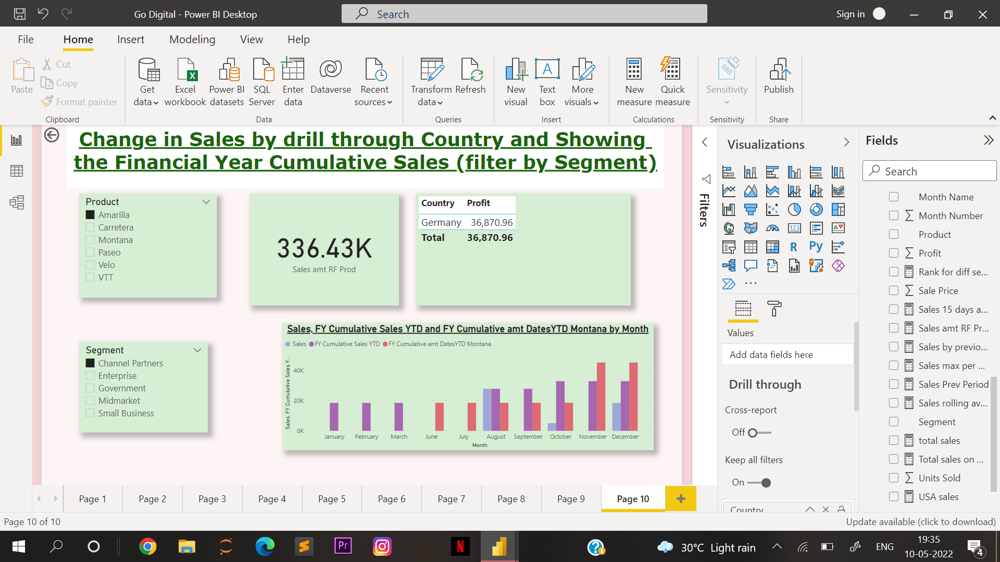 Go Digital - Power BI Desktop
Search
Sign in
File Home Insert Modeling View Help
Paste
Cut
Copy
Format painter
Clipboard
Get data
Excel workbook
Power BI datasets
SQL Server
Enter data
Dataverse
Recent sources
Data
Transform data
Refresh
Queries
New visual
Text box
More visuals
Insert
New measure
Quick measure
Calculations
Sensitivity
Sensitivity
Publish
Share
Change in Sales by drill through Country and Showing
the Financial Year Cumulative Sales (filter by Segment)
Product
Amarilla
Carretera
Montana
Paseo
Velo
VTT
336.43K
Sales amt RF Prod
Country Profit
Germany 36,870.96
Total 36,870.96
Segment
Channel Partners
Enterprise
Government
Midmarket
Small Business
Sales, FY Cumulative Sales YTD and FY Cumulative amt DatesYTD Montana by Month
Sales FY Cumulative Sales YTD FY Cumulative amt DatesYTD Montana
Sales, FY Cumulative Sales Y...
40K
20K
0K
January February March June July August September October November December
Month
Filters
Visualizations
123
R
Py
...
Values
Add data fields here
Drill through
Cross-report
Off
Keep all filters
On
Country
Fields
Search
Month Name
Month Number
Product
Profit
Rank for diff se...
Sale Price
Sales 15 days a...
Sales amt RF Pr...
Sales by previo...
Sales max per ...
Sales Prev Period
Sales rolling av...
Segment
total sales
Total sales on ...
Units Sold
USA sales
Page 1 Page 2 Page 3 Page 4 Page 5 Page 6 Page 7 Page 8 Page 9 Page 10
Page 10 of 10
Update available (click to download)
Pr
N
30°C Light rain
ENG
19:35
10-05-2022
4